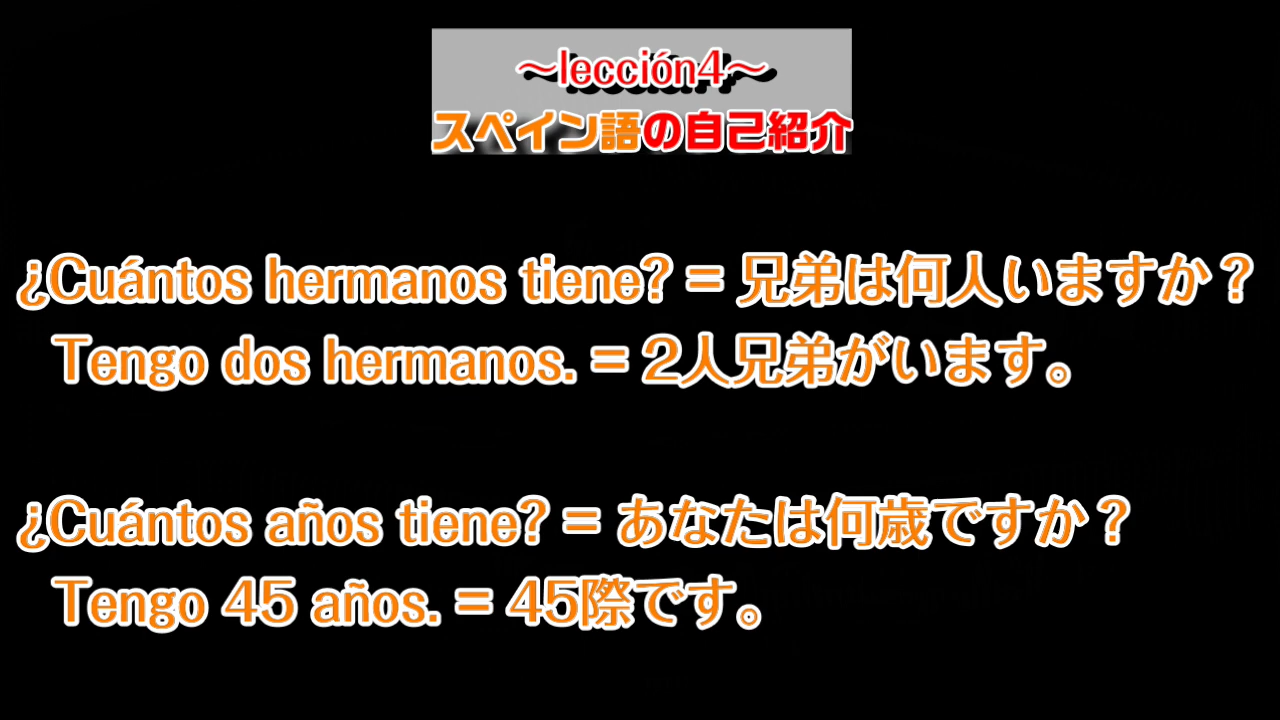 ～lección4～
スペイン語の自己紹介
¿Cuántos hermanos tiene? = 兄弟は何人いますか？
Tengo dos hermanos. = 2人兄弟がいます。
¿Cuántos años tiene? = あなたは何歳ですか？
Tengo 45 años. = 45際です。